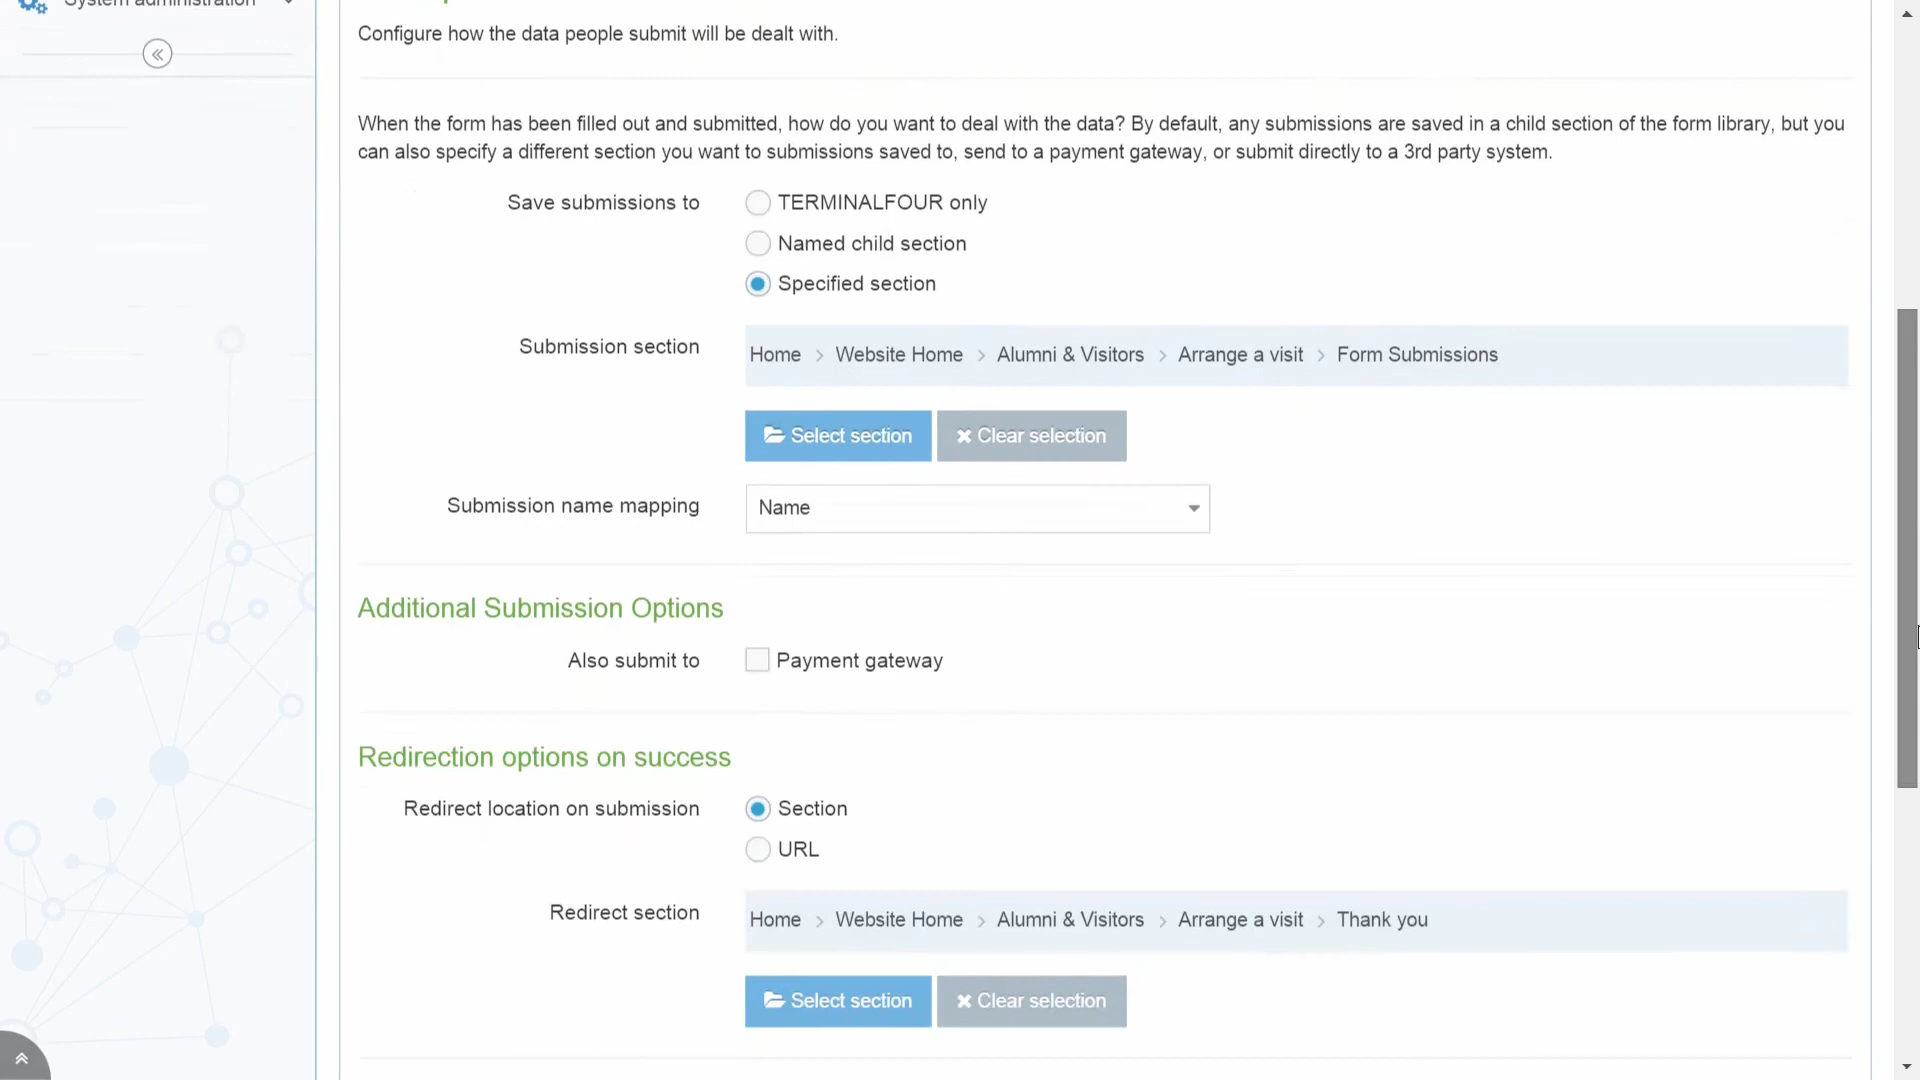 System administration
Configure how the data people submit will be dealt with.
When the form has been filled out and submitted, how do you want to deal with the data? By default, any submissions are saved in a child section of the form library, but you
can also specify a different section you want to submissions saved to, send to a payment gateway, or submit directly to a 3rd party system.
Save submissions to TERMINALFOUR only
Named child section
Specified section
Submission section Home > Website Home > Alumni & Visitors > Arrange a visit > Form Submissions
Select section Clear selection
Submission name mapping Name
Additional Submission Options
Also submit to Payment gateway
Redirection options on success
Redirect location on submission Section
URL
Redirect section Home > Website Home > Alumni & Visitors > Arrange a visit > Thank you
Select section Clear selection